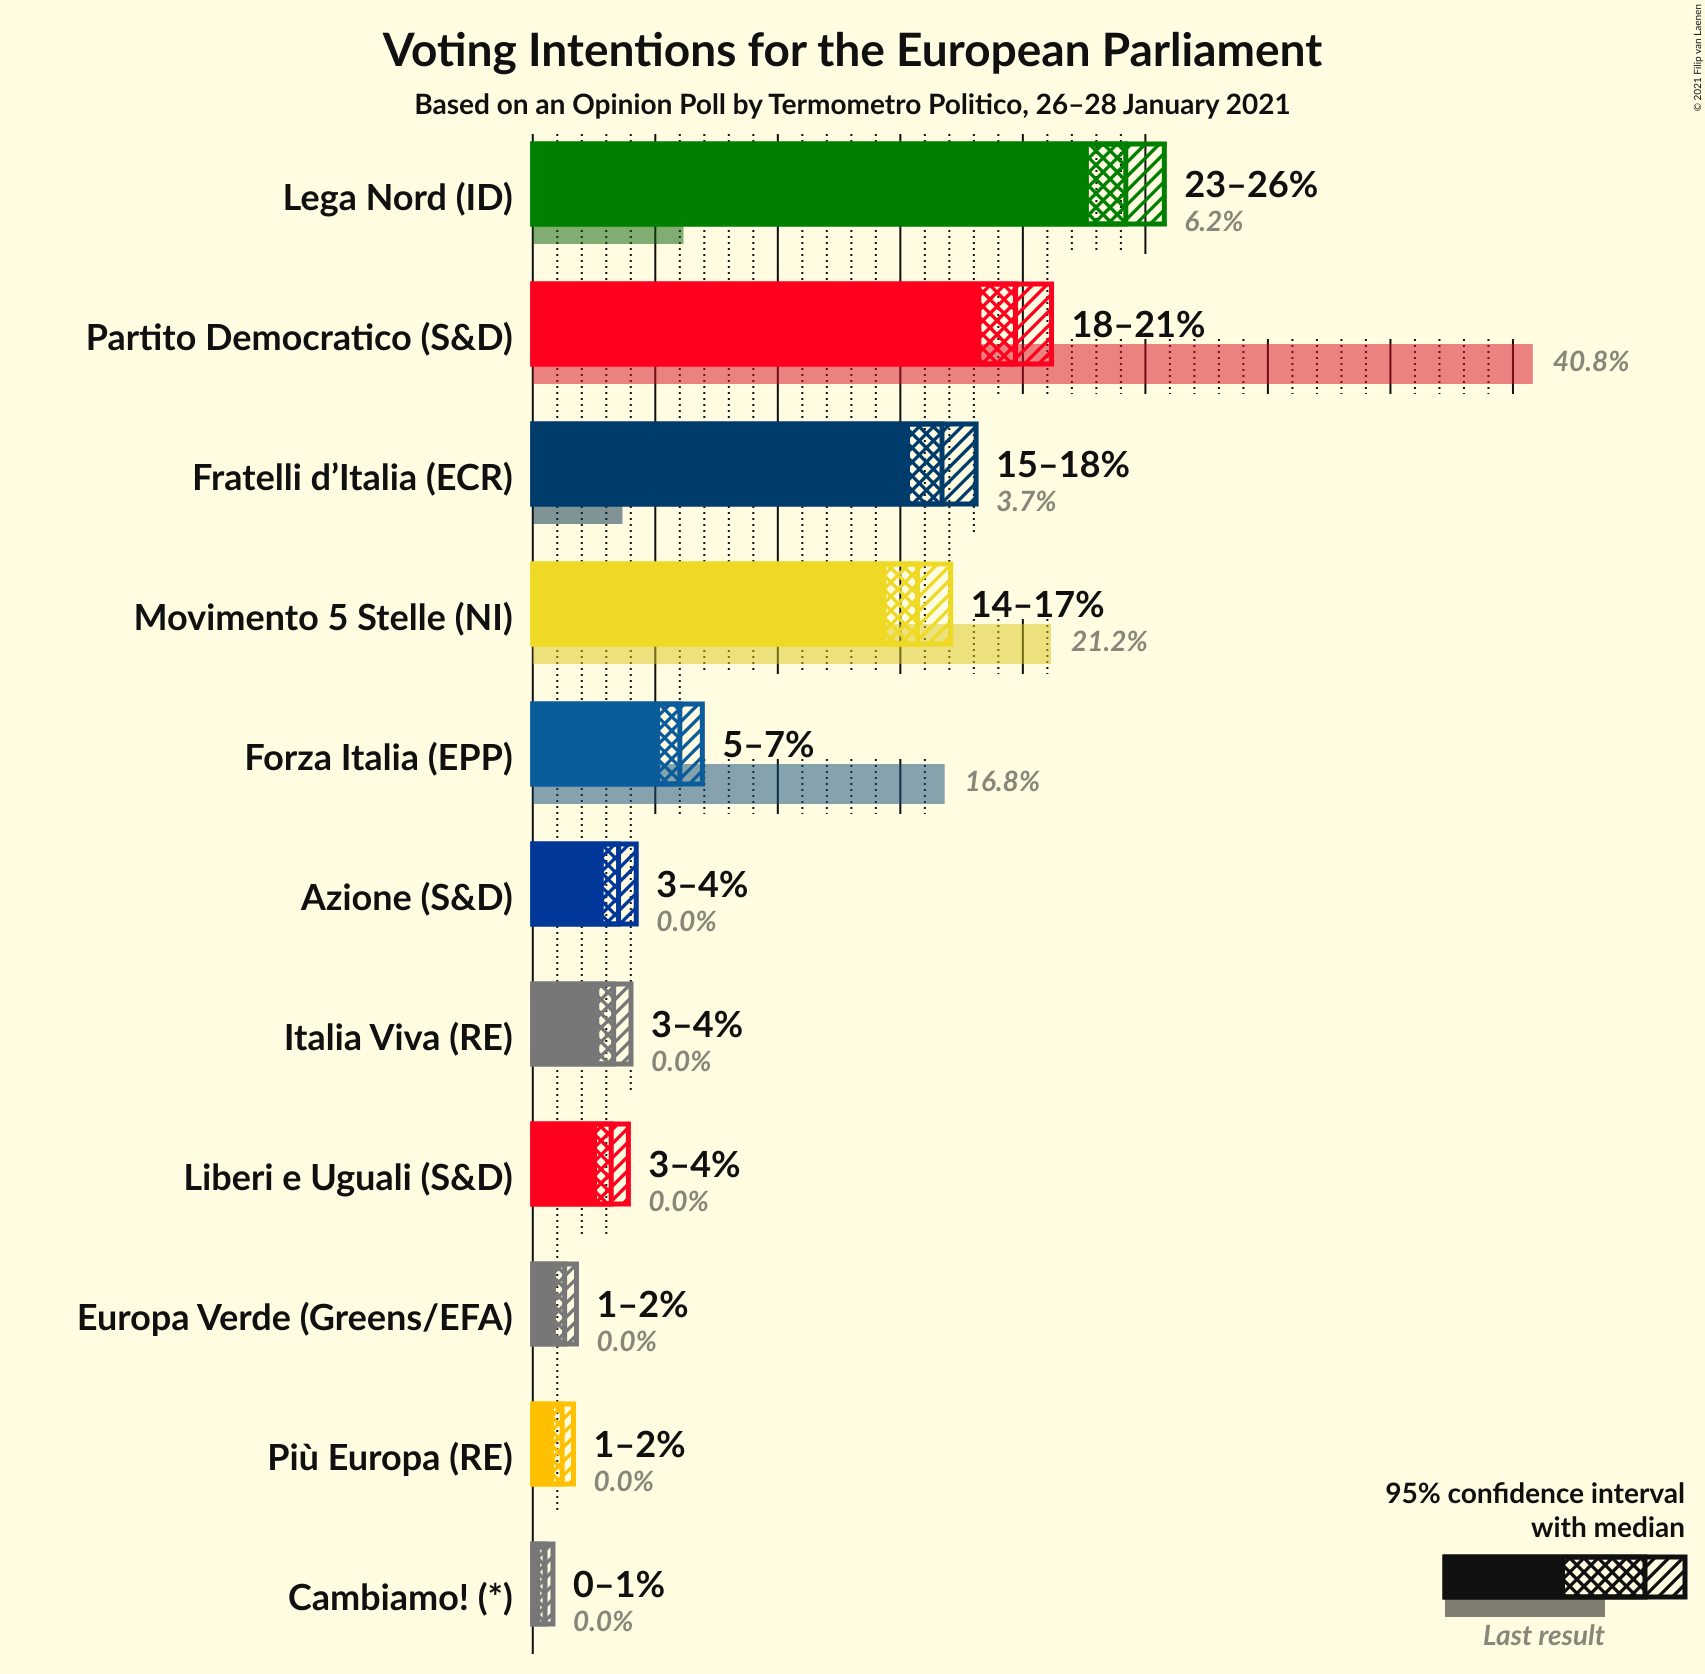 Voting Intentions for the European Parliament
Based on an Opinion Poll by Termometro Politico, 26–28 January 2021
© 2021 Filip van Laenen
Lega Nord (ID)
23–26%
6.2%
Partito Democratico (S&D)
18–21%
40.8%
Fratelli d’Italia (ECR)
15–18%
3.7%
Movimento 5 Stelle (NI)
14–17%
21.2%
Forza Italia (EPP)
5–7%
16.8%
Azione (S&D)
3–4%
0.0%
Italia Viva (RE)
3–4%
0.0%
Liberi e Uguali (S&D)
3–4%
0.0%
Europa Verde (Greens/EFA)
1–2%
0.0%
Più Europa (RE)
1–2%
0.0%
Cambiamo! (*)
0–1%
0.0%
95% confidence interval
with median
Last result